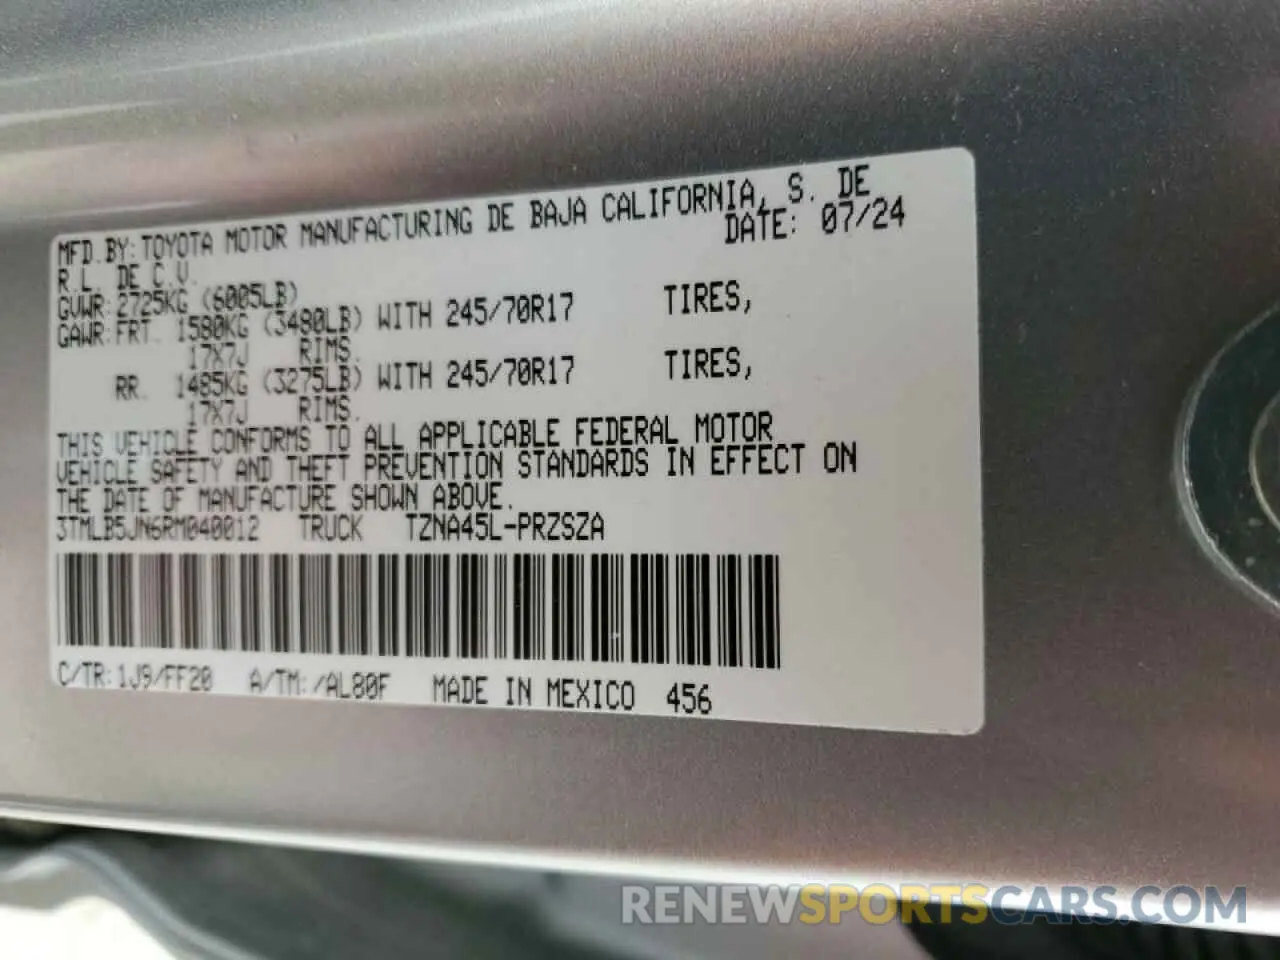 MFD.BY: TOYOTA MOTOR MANUFACTURING DE BAJA CALIFORNIA, S. DE
R.L. DE C.V. DATE: 07/24
GVWR: 2725KG (6005LB)
GAWR: FRT. 1580KG (3480LB) WITH 245/70R17 TIRES,
17X7J RIMS.
RR. 1485KG (3275LB) WITH 245/70R17 TIRES,
17X7J RIMS.
THIS VEHICLE CONFORMS TO ALL APPLICABLE FEDERAL MOTOR
VEHICLE SAFETY AND THEFT PREVENTION STANDARDS IN EFFECT ON
THE DATE OF MANUFACTURE SHOWN ABOVE.
3TMLB5JN6RM040012 TRUCK TZNA45L-PRZSZA
C/TR: 1J9/FF20 A/TM: /AL80F MADE IN MEXICO 456
RENEWSPORTSCARS.COM